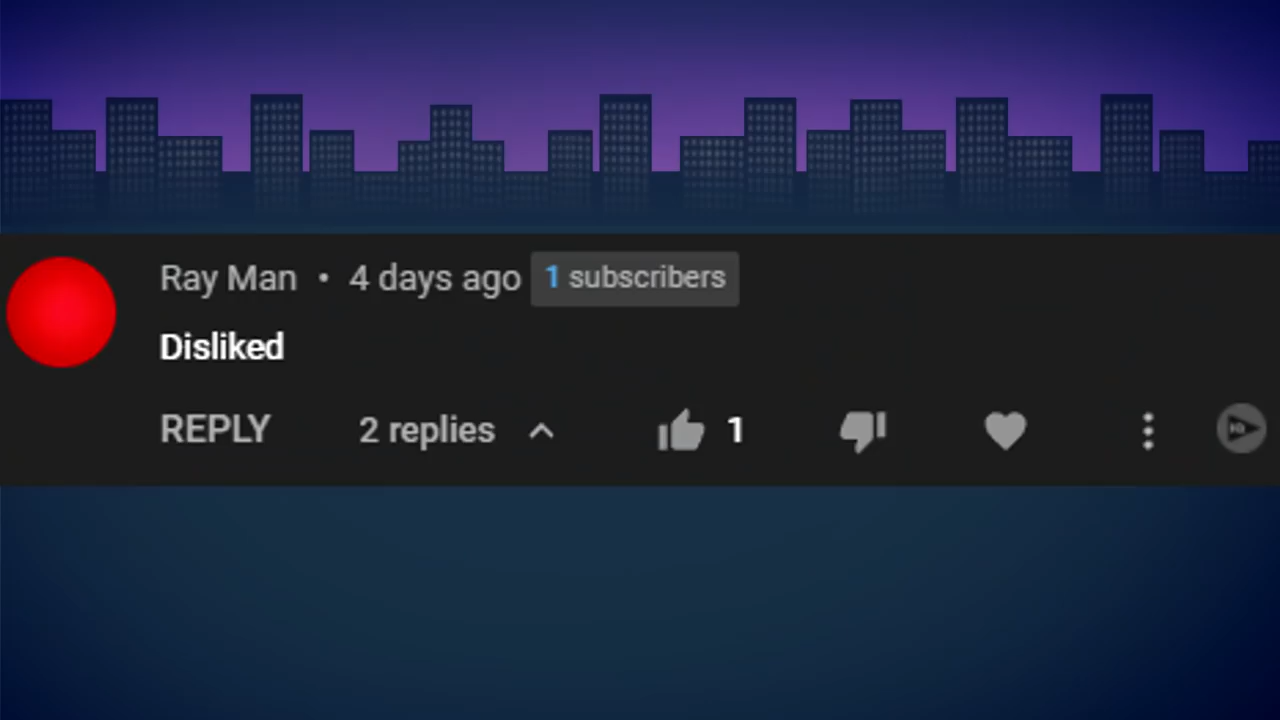 Ray Man • 4 days ago 1 subscribers
Disliked
REPLY 2 replies 1